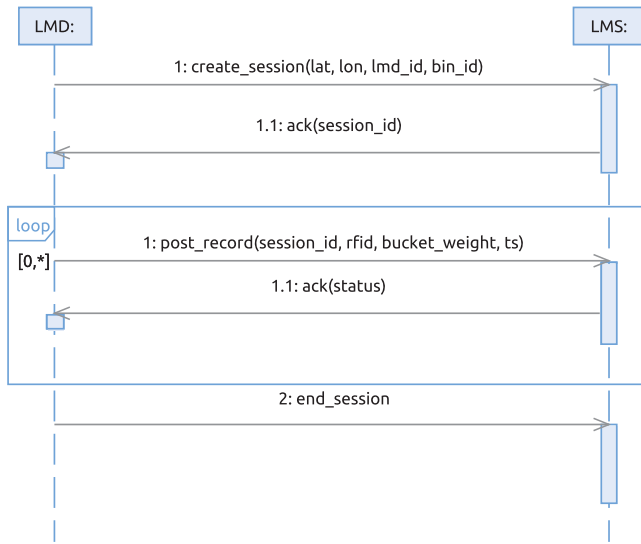 LMD:
LMS:
1: create_session(lat, lon, lmd_id, bin_id)
1.1: ack(session_id)
loop
1: post_record(session_id, rfid, bucket_weight, ts)
[0,*]
1.1: ack(status)
2: end_session